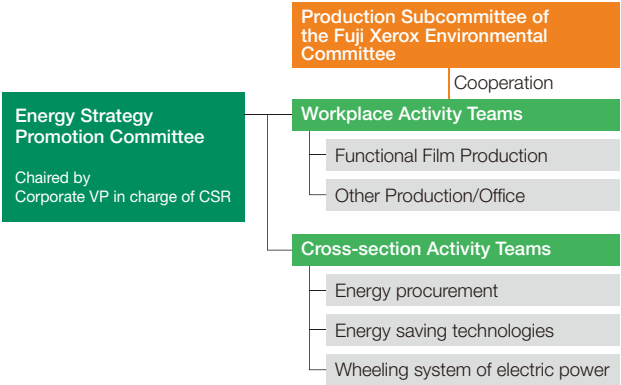 Production Subcommittee of
the Fuji Xerox Environmental
Committee
Cooperation
Energy Strategy
Promotion Committee
Chaired by
Corporate VP in charge of CSR
Workplace Activity Teams
Functional Film Production
Other Production/Office
Cross-section Activity Teams
Energy procurement
Energy saving technologies
Wheeling system of electric power